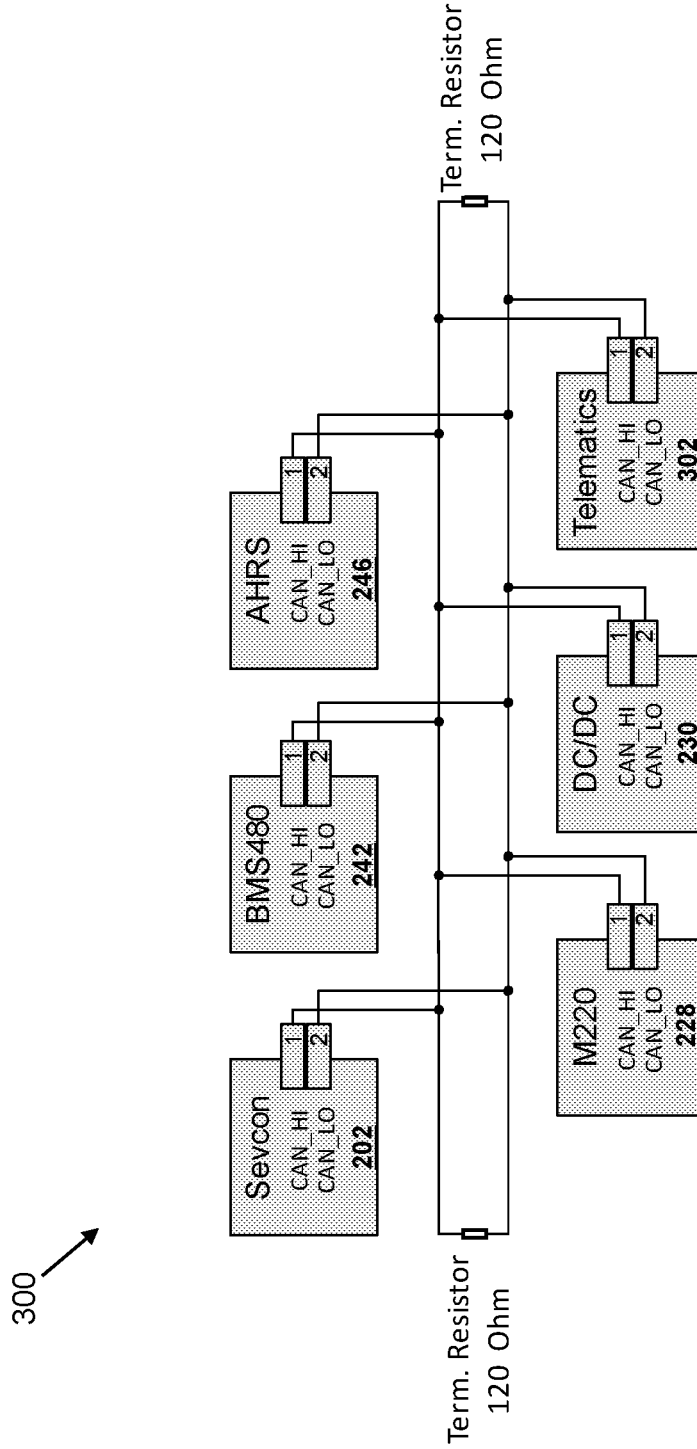 300
Sevcon
CAN_HI
CAN_LO
202
1
2
BMS480
CAN_HI
CAN_LO
242
1
2
AHRS
CAN_HI
CAN_LO
246
1
2
Term. Resistor
120 Ohm
Term. Resistor
120 Ohm
M220
CAN_HI
CAN_LO
228
1
2
DC/DC
CAN_HI
CAN_LO
230
1
2
Telematics
CAN_HI
CAN_LO
302
1
2